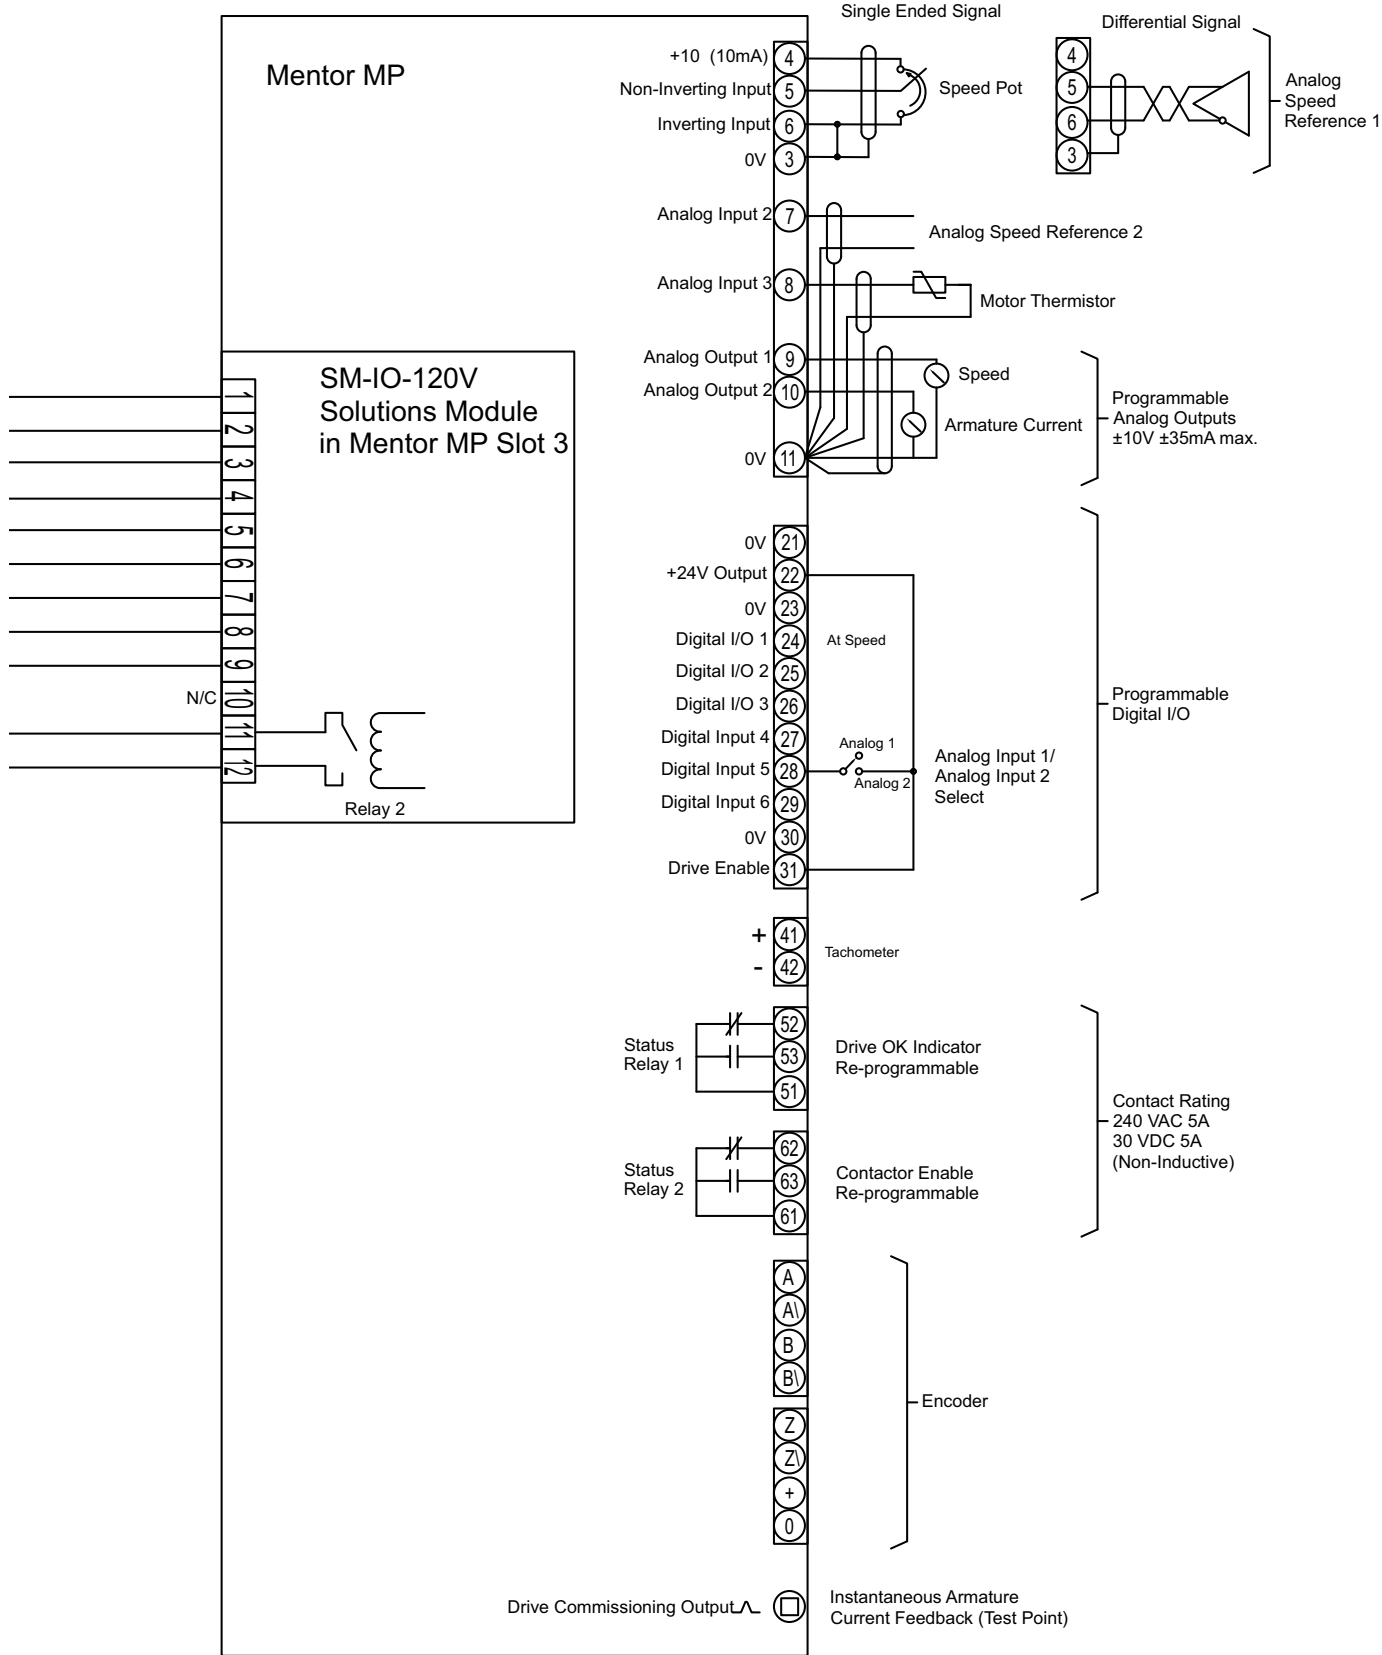 Single Ended Signal
Differential Signal
Mentor MP
+10 (10mA) 4
Non-Inverting Input 5
Inverting Input 6
0V 3
Speed Pot
4
5
6
3
Analog
Speed
Reference 1
Analog Input 2 7
Analog Speed Reference 2
Analog Input 3 8
Motor Thermistor
Analog Output 1 9
Speed
Analog Output 2 10
Armature Current
0V 11
Programmable
Analog Outputs
±10V ±35mA max.
SM-IO-120V
Solutions Module
in Mentor MP Slot 3
1
2
3
4
5
6
7
8
9
N/C 10
11
12
Relay 2
0V 21
+24V Output 22
0V 23
Digital I/O 1 24 At Speed
Digital I/O 2 25
Digital I/O 3 26
Digital Input 4 27
Digital Input 5 28
Digital Input 6 29
0V 30
Drive Enable 31
Analog 1
Analog 2
Analog Input 1/
Analog Input 2
Select
Programmable
Digital I/O
+ 41
- 42
Tachometer
Status
Relay 1
52
53
51
Drive OK Indicator
Re-programmable
Status
Relay 2
62
63
61
Contactor Enable
Re-programmable
Contact Rating
240 VAC 5A
30 VDC 5A
(Non-Inductive)
A
A\
B
B\
Z
Z\
+
0
Encoder
Drive Commissioning Output
Instantaneous Armature
Current Feedback (Test Point)